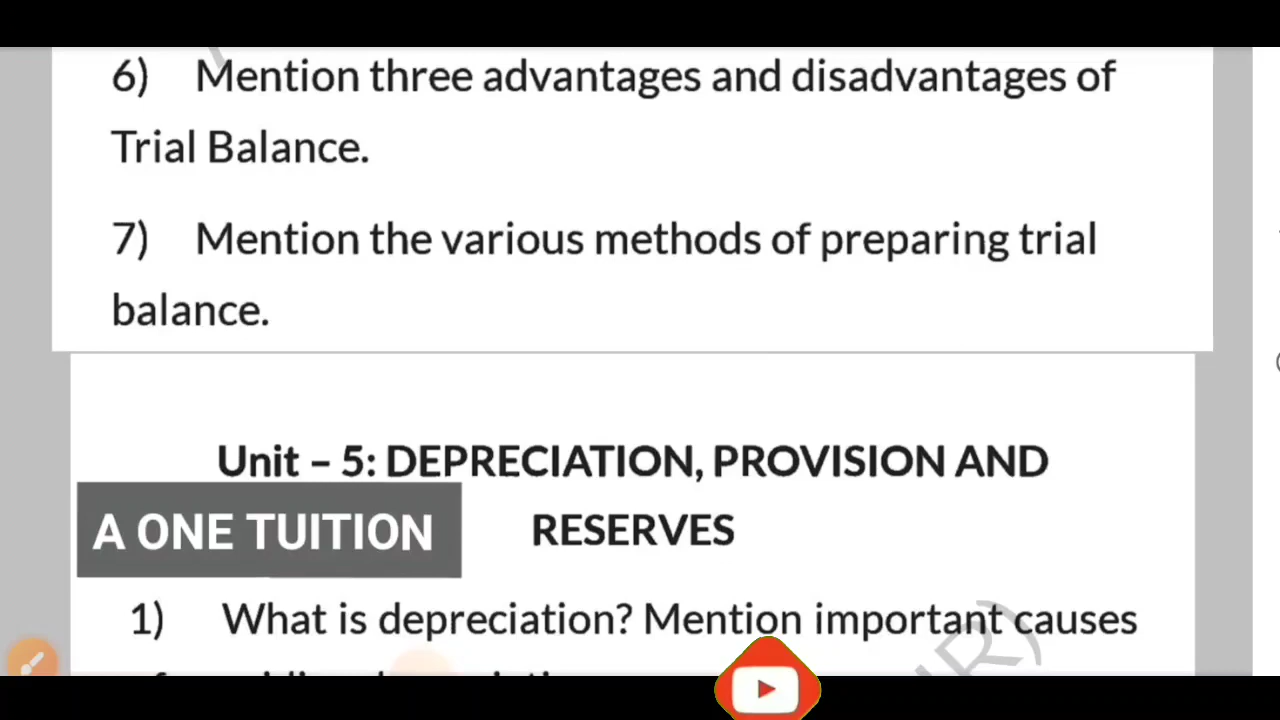 6) Mention three advantages and disadvantages of
Trial Balance.
7) Mention the various methods of preparing trial
balance.
Unit – 5: DEPRECIATION, PROVISION AND
RESERVES
A ONE TUITION
1) What is depreciation? Mention important causes